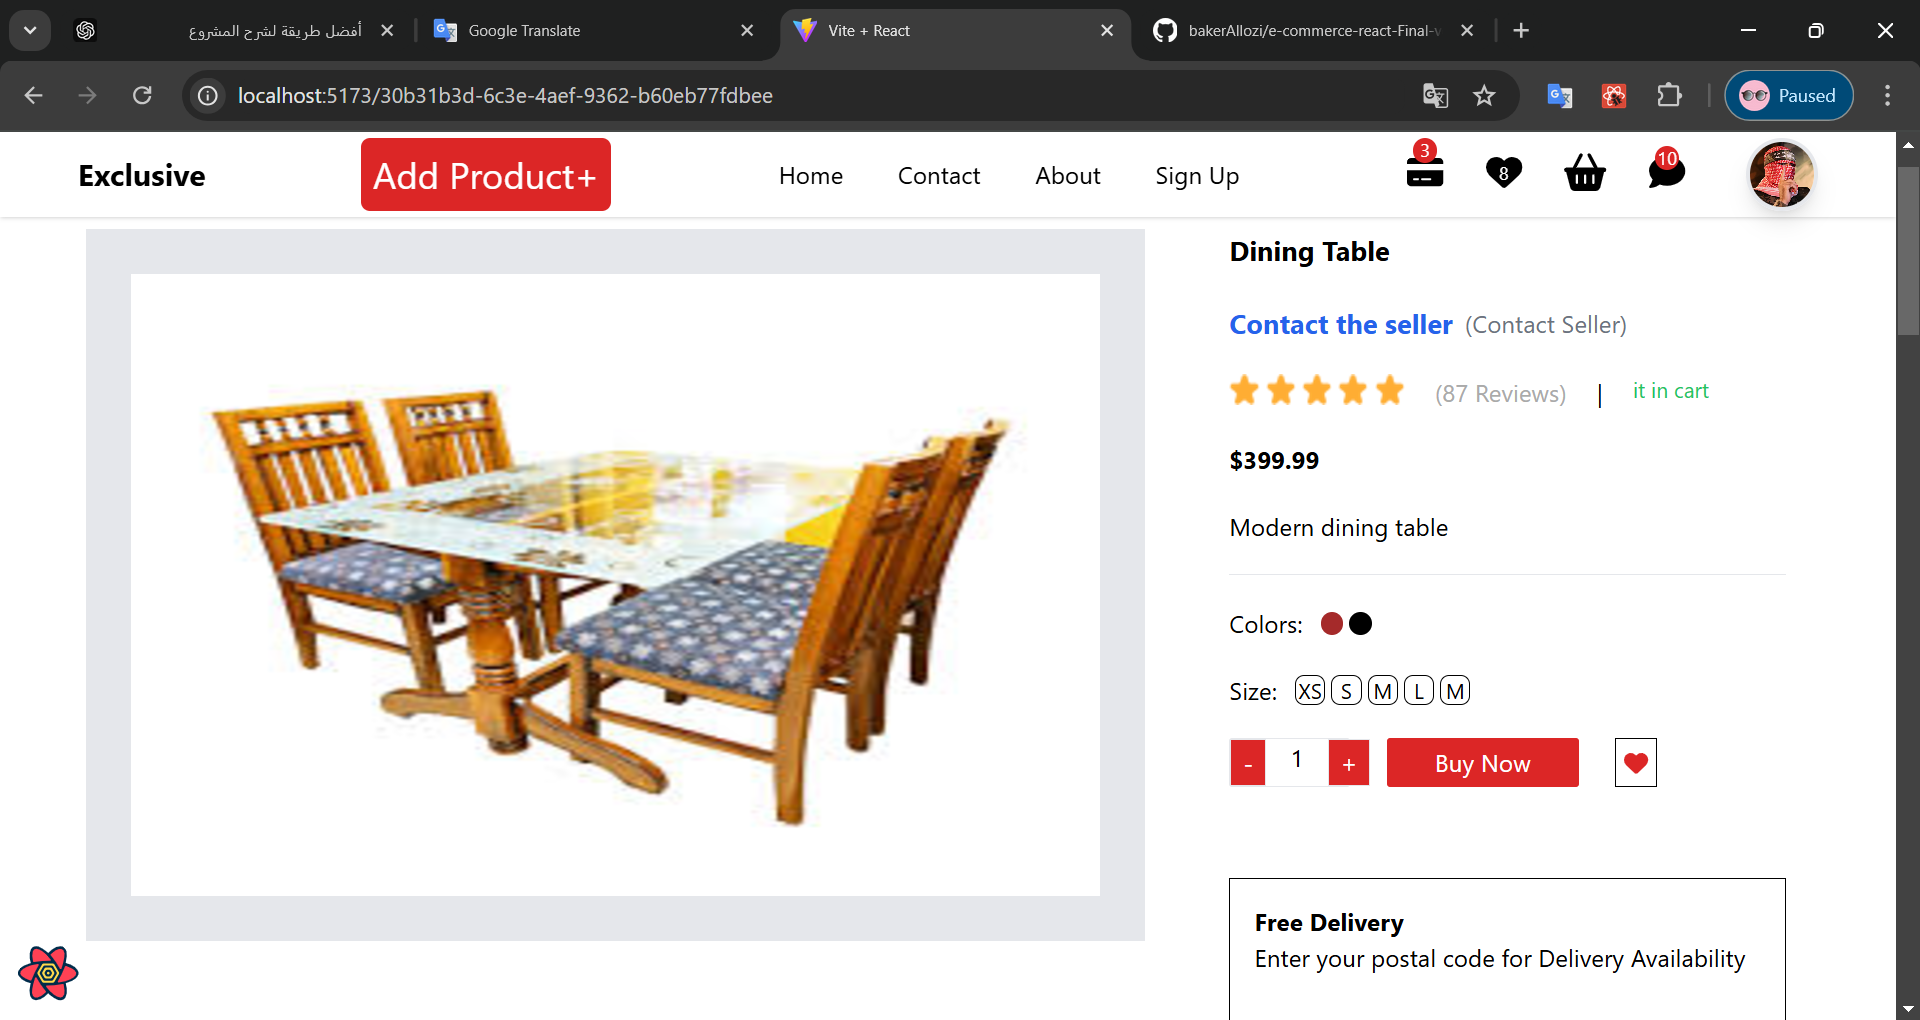 أفضل طريقة لشرح المشروع
Google Translate
Vite + React
bakerAllozi/e-commerce-react-Final-v
localhost:5173/30b31b3d-6c3e-4aef-9362-b60eb77fdbee
Paused
Exclusive
Add Product+
Home
Contact
About
Sign Up
3
8
10
Dining Table
Contact the seller (Contact Seller)
(87 Reviews) | it in cart
$399.99
Modern dining table
Colors:
Size: XS S M L M
- 1 + Buy Now
Free Delivery
Enter your postal code for Delivery Availability